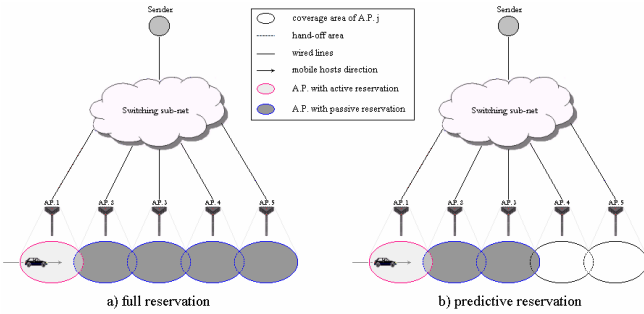 Sender
Switching sub-net
A.P. 1
A.P. 2
A.P. 3
A.P. 4
A.P. 5
a) full reservation
coverage area of A.P. j
hand-off area
wired lines
mobile hosts direction
A.P. with active reservation
A.P. with passive reservation
Sender
Switching sub-net
A.P. 1
A.P. 2
A.P. 3
A.P. 4
A.P. 5
b) predictive reservation